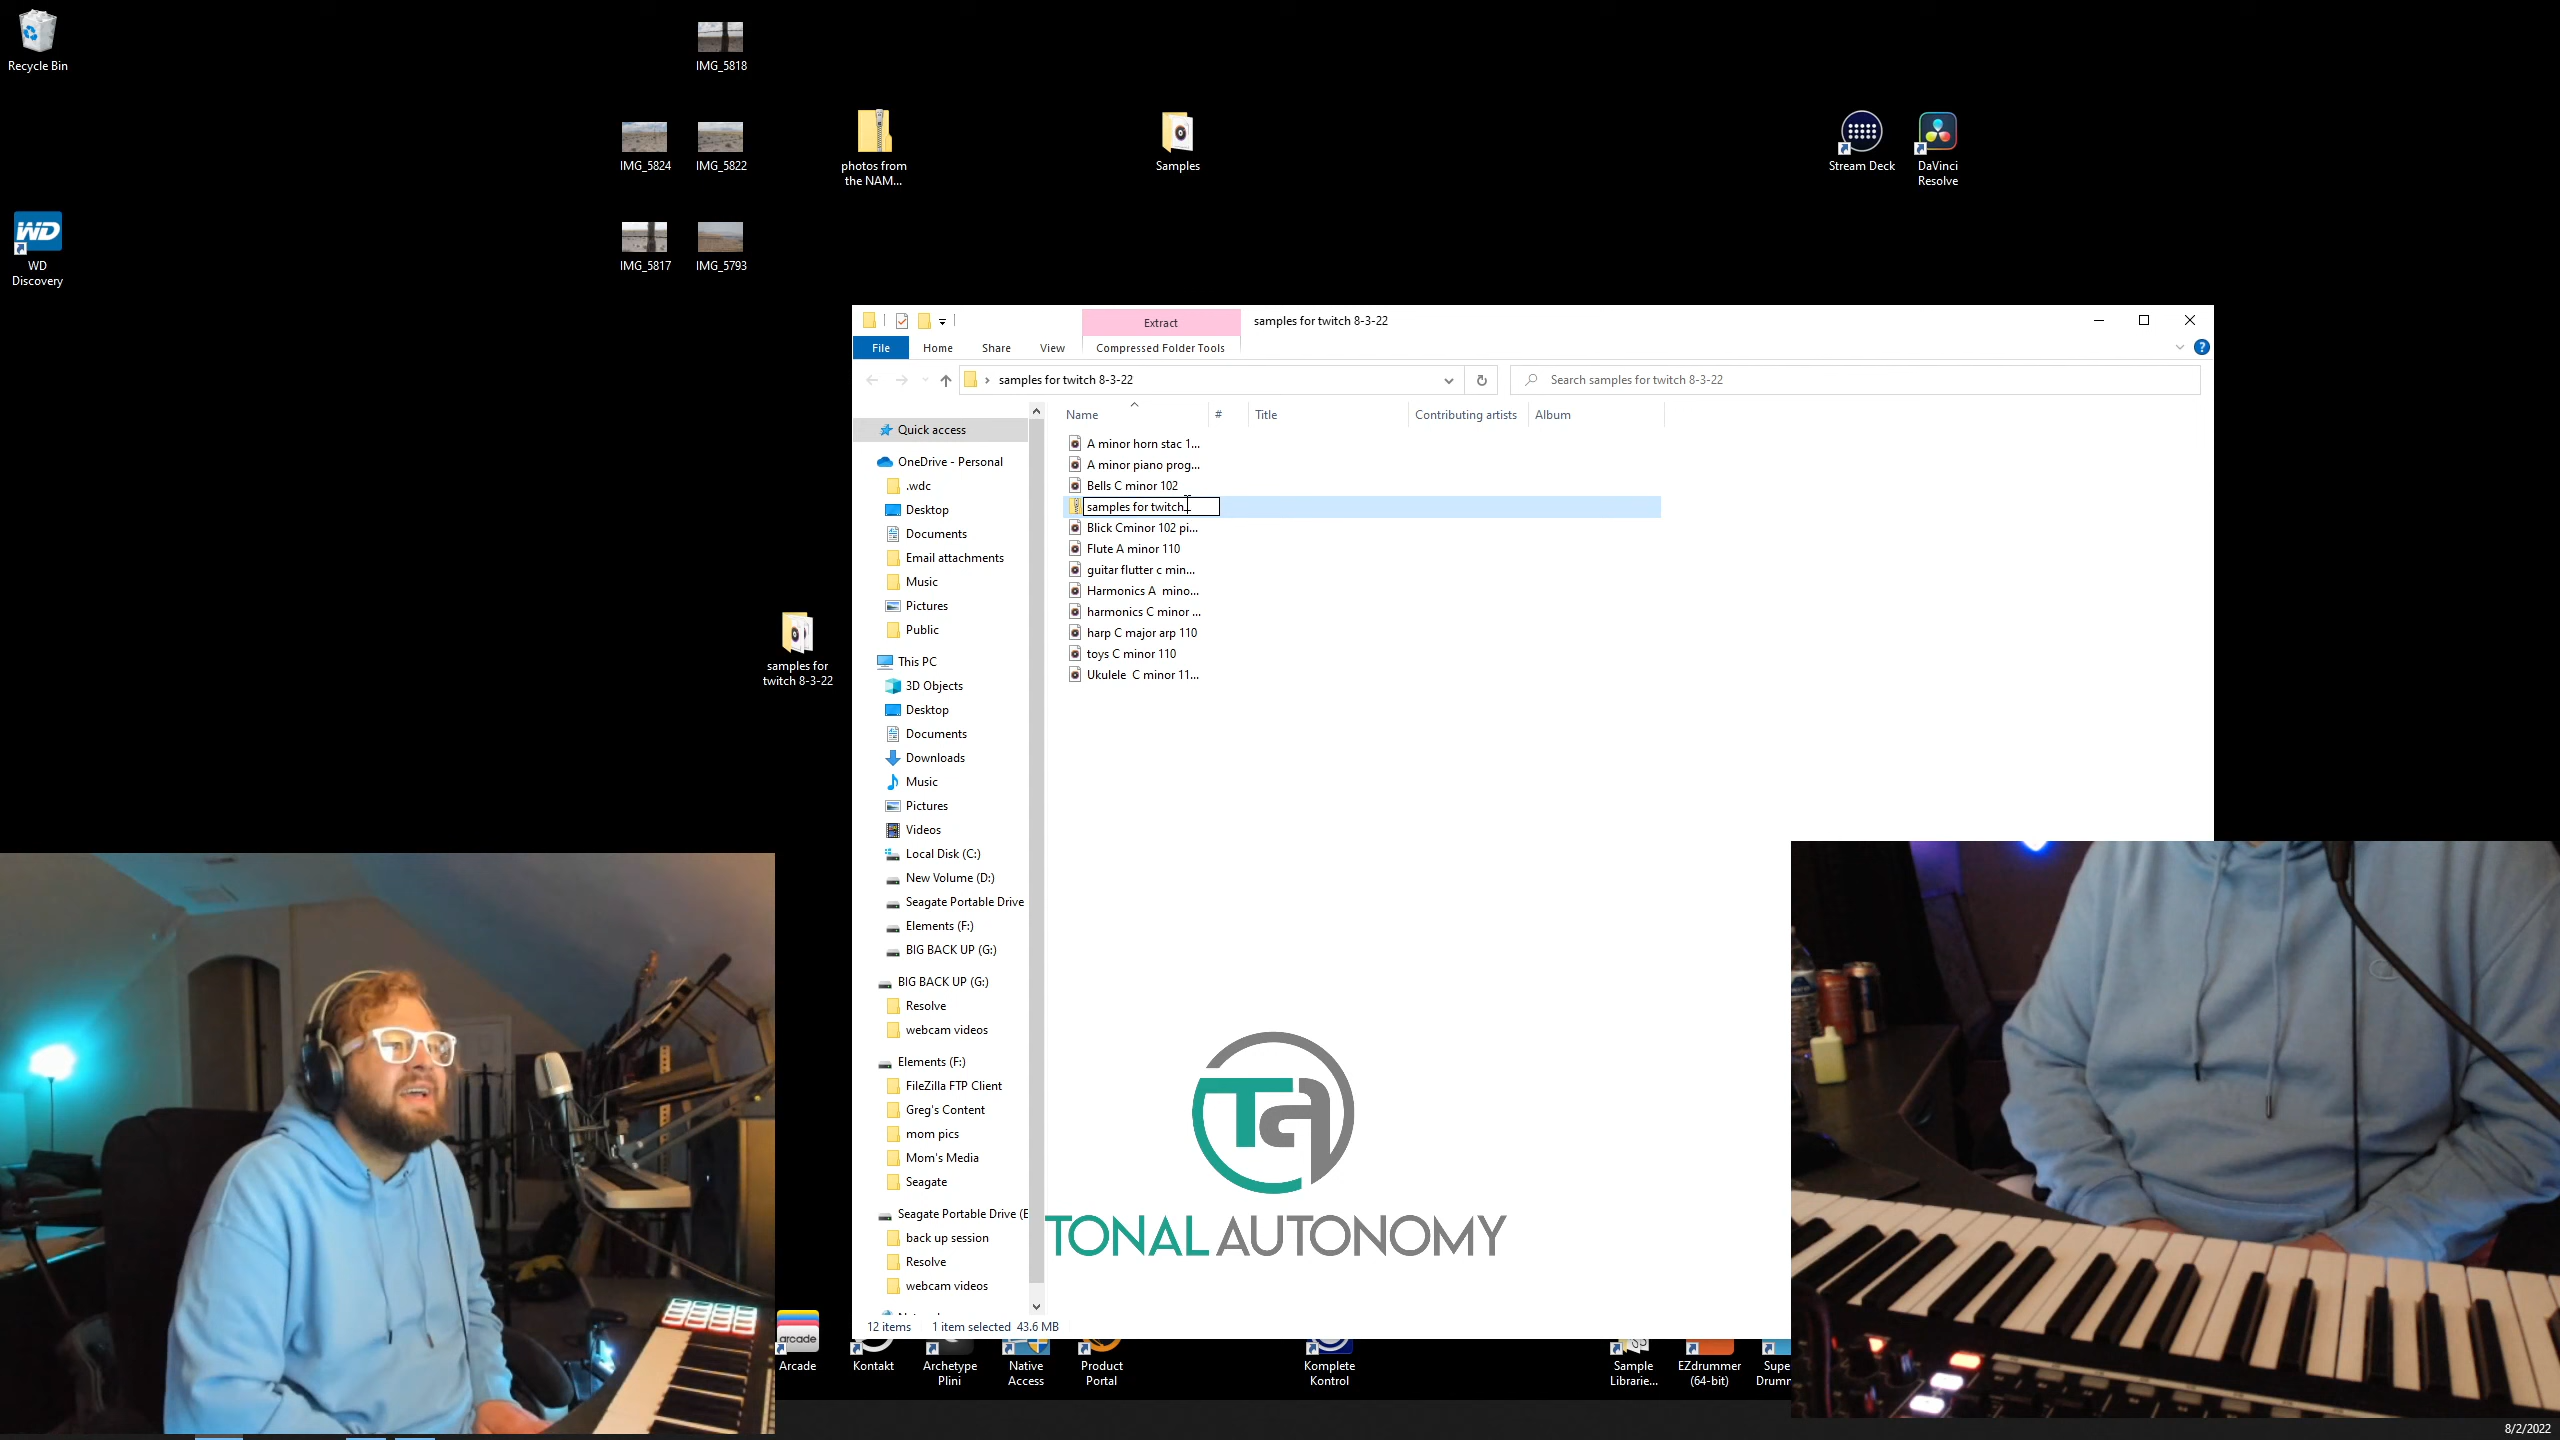 Recycle Bin
IMG_5818
IMG_5824
IMG_5822
photos from
the NAM...
Samples
Stream Deck
DaVinci
Resolve
WD
WD
Discovery
IMG_5817
IMG_5793
Extract
samples for twitch 8-3-22
File
Home
Share
View
Compressed Folder Tools
samples for twitch 8-3-22
Search samples for twitch 8-3-22
Name
#
Title
Contributing artists
Album
Quick access
OneDrive - Personal
.wdc
Desktop
Documents
Email attachments
Music
Pictures
Public
This PC
3D Objects
Desktop
Documents
Downloads
Music
Pictures
Videos
Local Disk (C:)
New Volume (D:)
Seagate Portable Drive
Elements (F:)
BIG BACK UP (G:)
BIG BACK UP (G:)
Resolve
webcam videos
Elements (F:)
FileZilla FTP Client
Greg's Content
mom pics
Mom's Media
Seagate
Seagate Portable Drive (E
back up session
Resolve
webcam videos
A minor horn stac 1...
A minor piano prog...
Bells C minor 102
samples for twitch...
Blick Cminor 102 pi...
Flute A minor 110
guitar flutter c min...
Harmonics A  mino...
harmonics C minor ...
harp C major arp 110
toys C minor 110
Ukulele  C minor 11...
samples for
twitch 8-3-22
Ta
TONAL AUTONOMY
12 items
1 item selected  43.6 MB
arcade
Arcade
Kontakt
Archetype
Plini
Native
Access
Product
Portal
Komplete
Kontrol
Sample
Librarie...
EZdrummer
(64-bit)
Supe
Drumm
8/2/2022